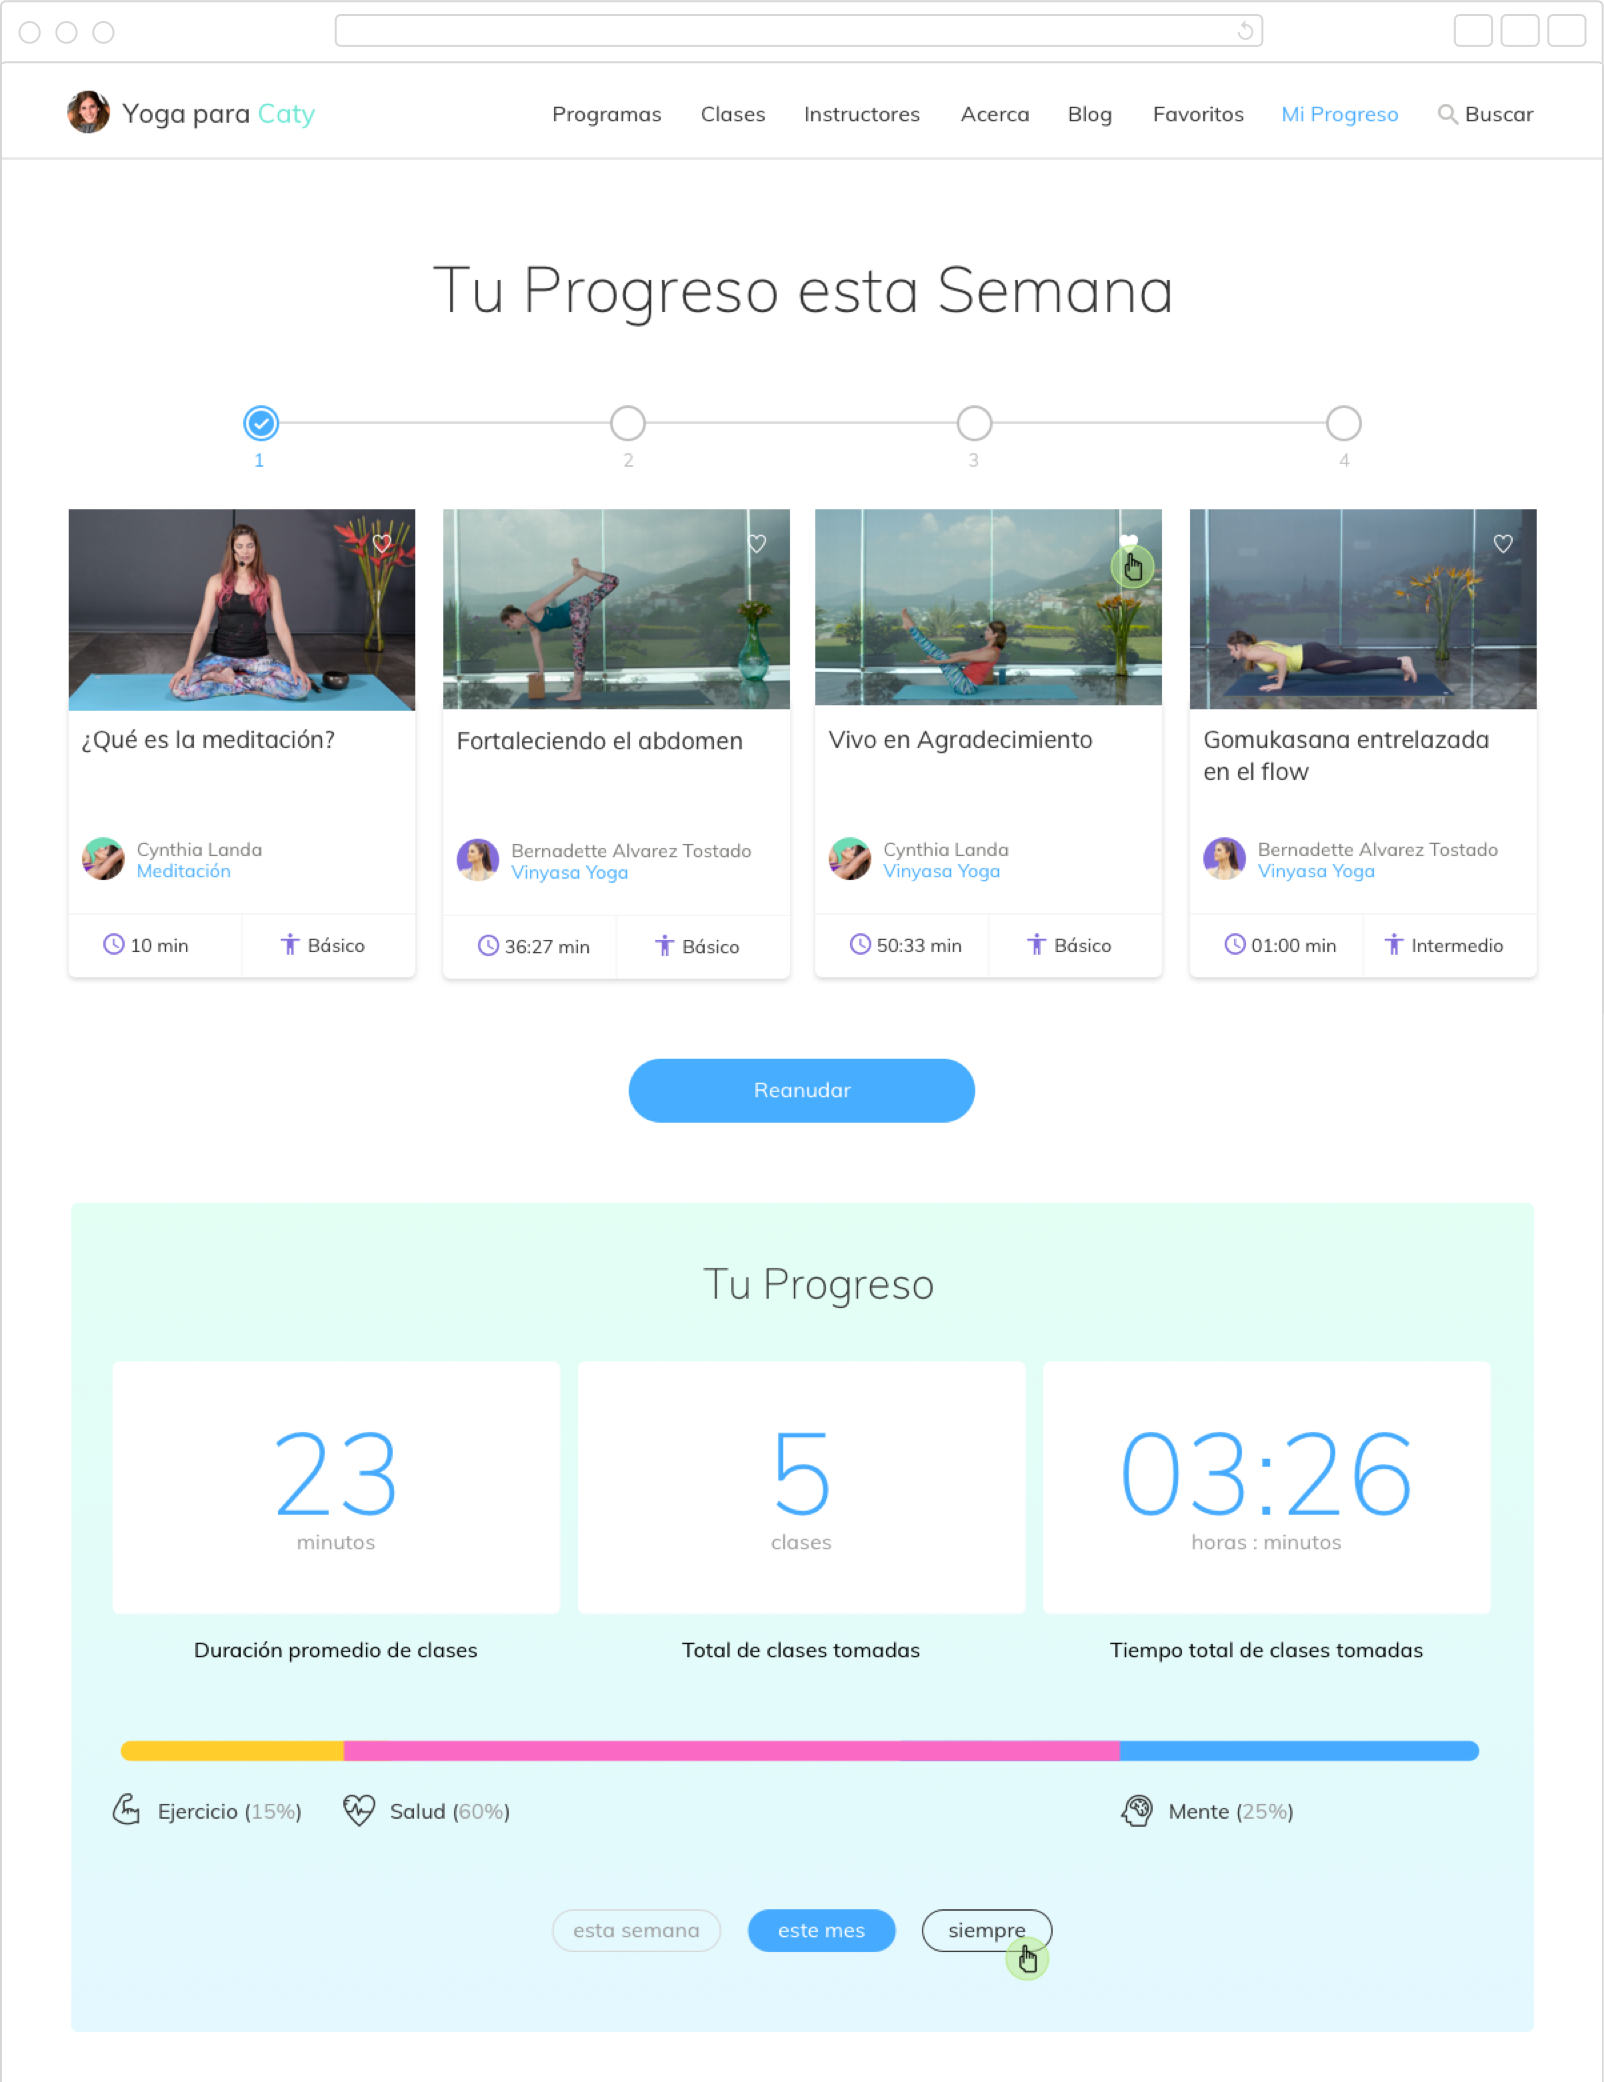 Yoga para Caty
Programas
Clases
Instructores
Acerca
Blog
Favoritos
Mi Progreso
Buscar
Tu Progreso esta Semana
1
2
3
4
¿Qué es la meditación?
Cynthia Landa
Meditación
10 min
Básico
Fortaleciendo el abdomen
Bernadette Alvarez Tostado
Vinyasa Yoga
36:27 min
Básico
Vivo en Agradecimiento
Cynthia Landa
Vinyasa Yoga
50:33 min
Básico
Gomukasana entrelazada
en el flow
Bernadette Alvarez Tostado
Vinyasa Yoga
01:00 min
Intermedio
Reanudar
Tu Progreso
23
minutos
Duración promedio de clases
5
clases
Total de clases tomadas
03:26
horas : minutos
Tiempo total de clases tomadas
Ejercicio (15%)
Salud (60%)
Mente (25%)
esta semana
este mes
siempre